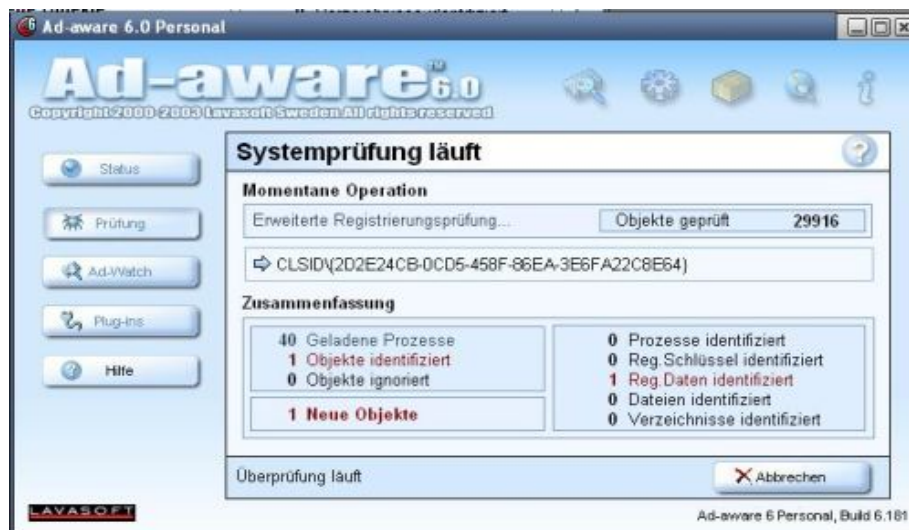 Ad-aware 6.0 Personal
Ad-aware 6.0
Copyright 2000-2003 Lavasoft Sweden All rights reserved
Status
Prüfung
Ad-Watch
Plug-ins
Hilfe
Systemprüfung läuft
Momentane Operation
Erweiterte Registrierungsprüfung...
Objekte geprüft 29916
CLSID\{2D2E24CB-0CD5-458F-86EA-3E6FA22C8E64}
Zusammenfassung
40 Geladene Prozesse
1 Objekte identifiziert
0 Objekte ignoriert
1 Neue Objekte
0 Prozesse identifiziert
0 Reg.Schlüssel identifiziert
1 Reg.Daten identifiziert
0 Dateien identifiziert
0 Verzeichnisse identifiziert
Überprüfung läuft
Abbrechen
LAVASOFT
Ad-aware 6 Personal, Build 6.181